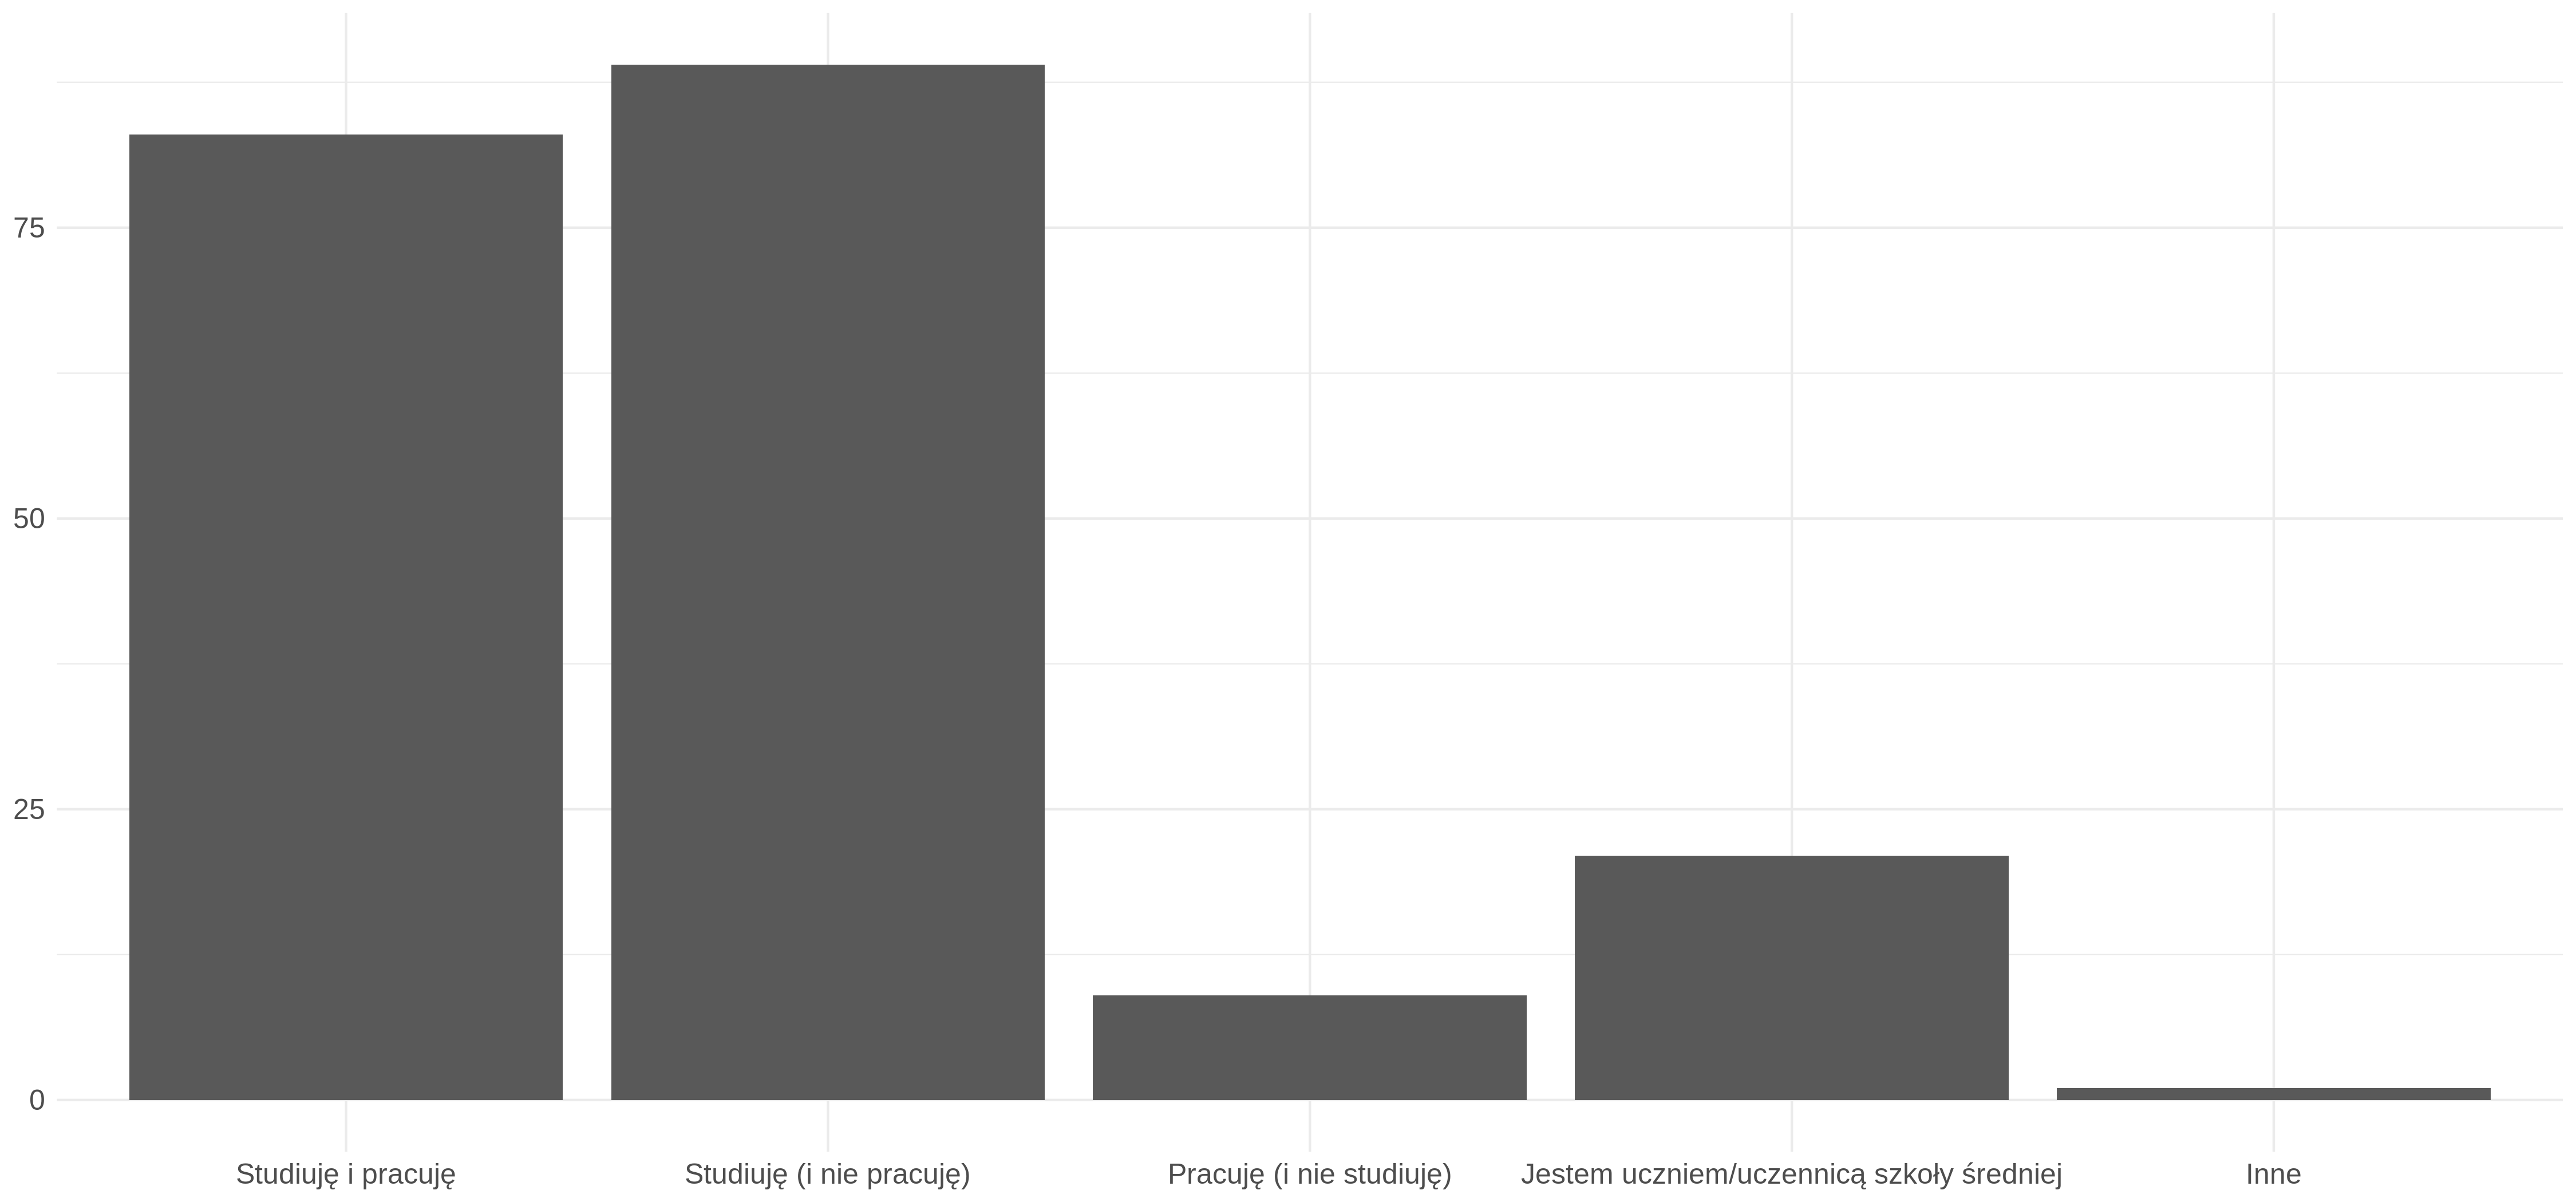 75
50
25
0
Studiuję i pracuję
Studiuję (i nie pracuję)
Pracuję (i nie studiuję)
Jestem uczniem/uczennicą szkoły średniej
Inne